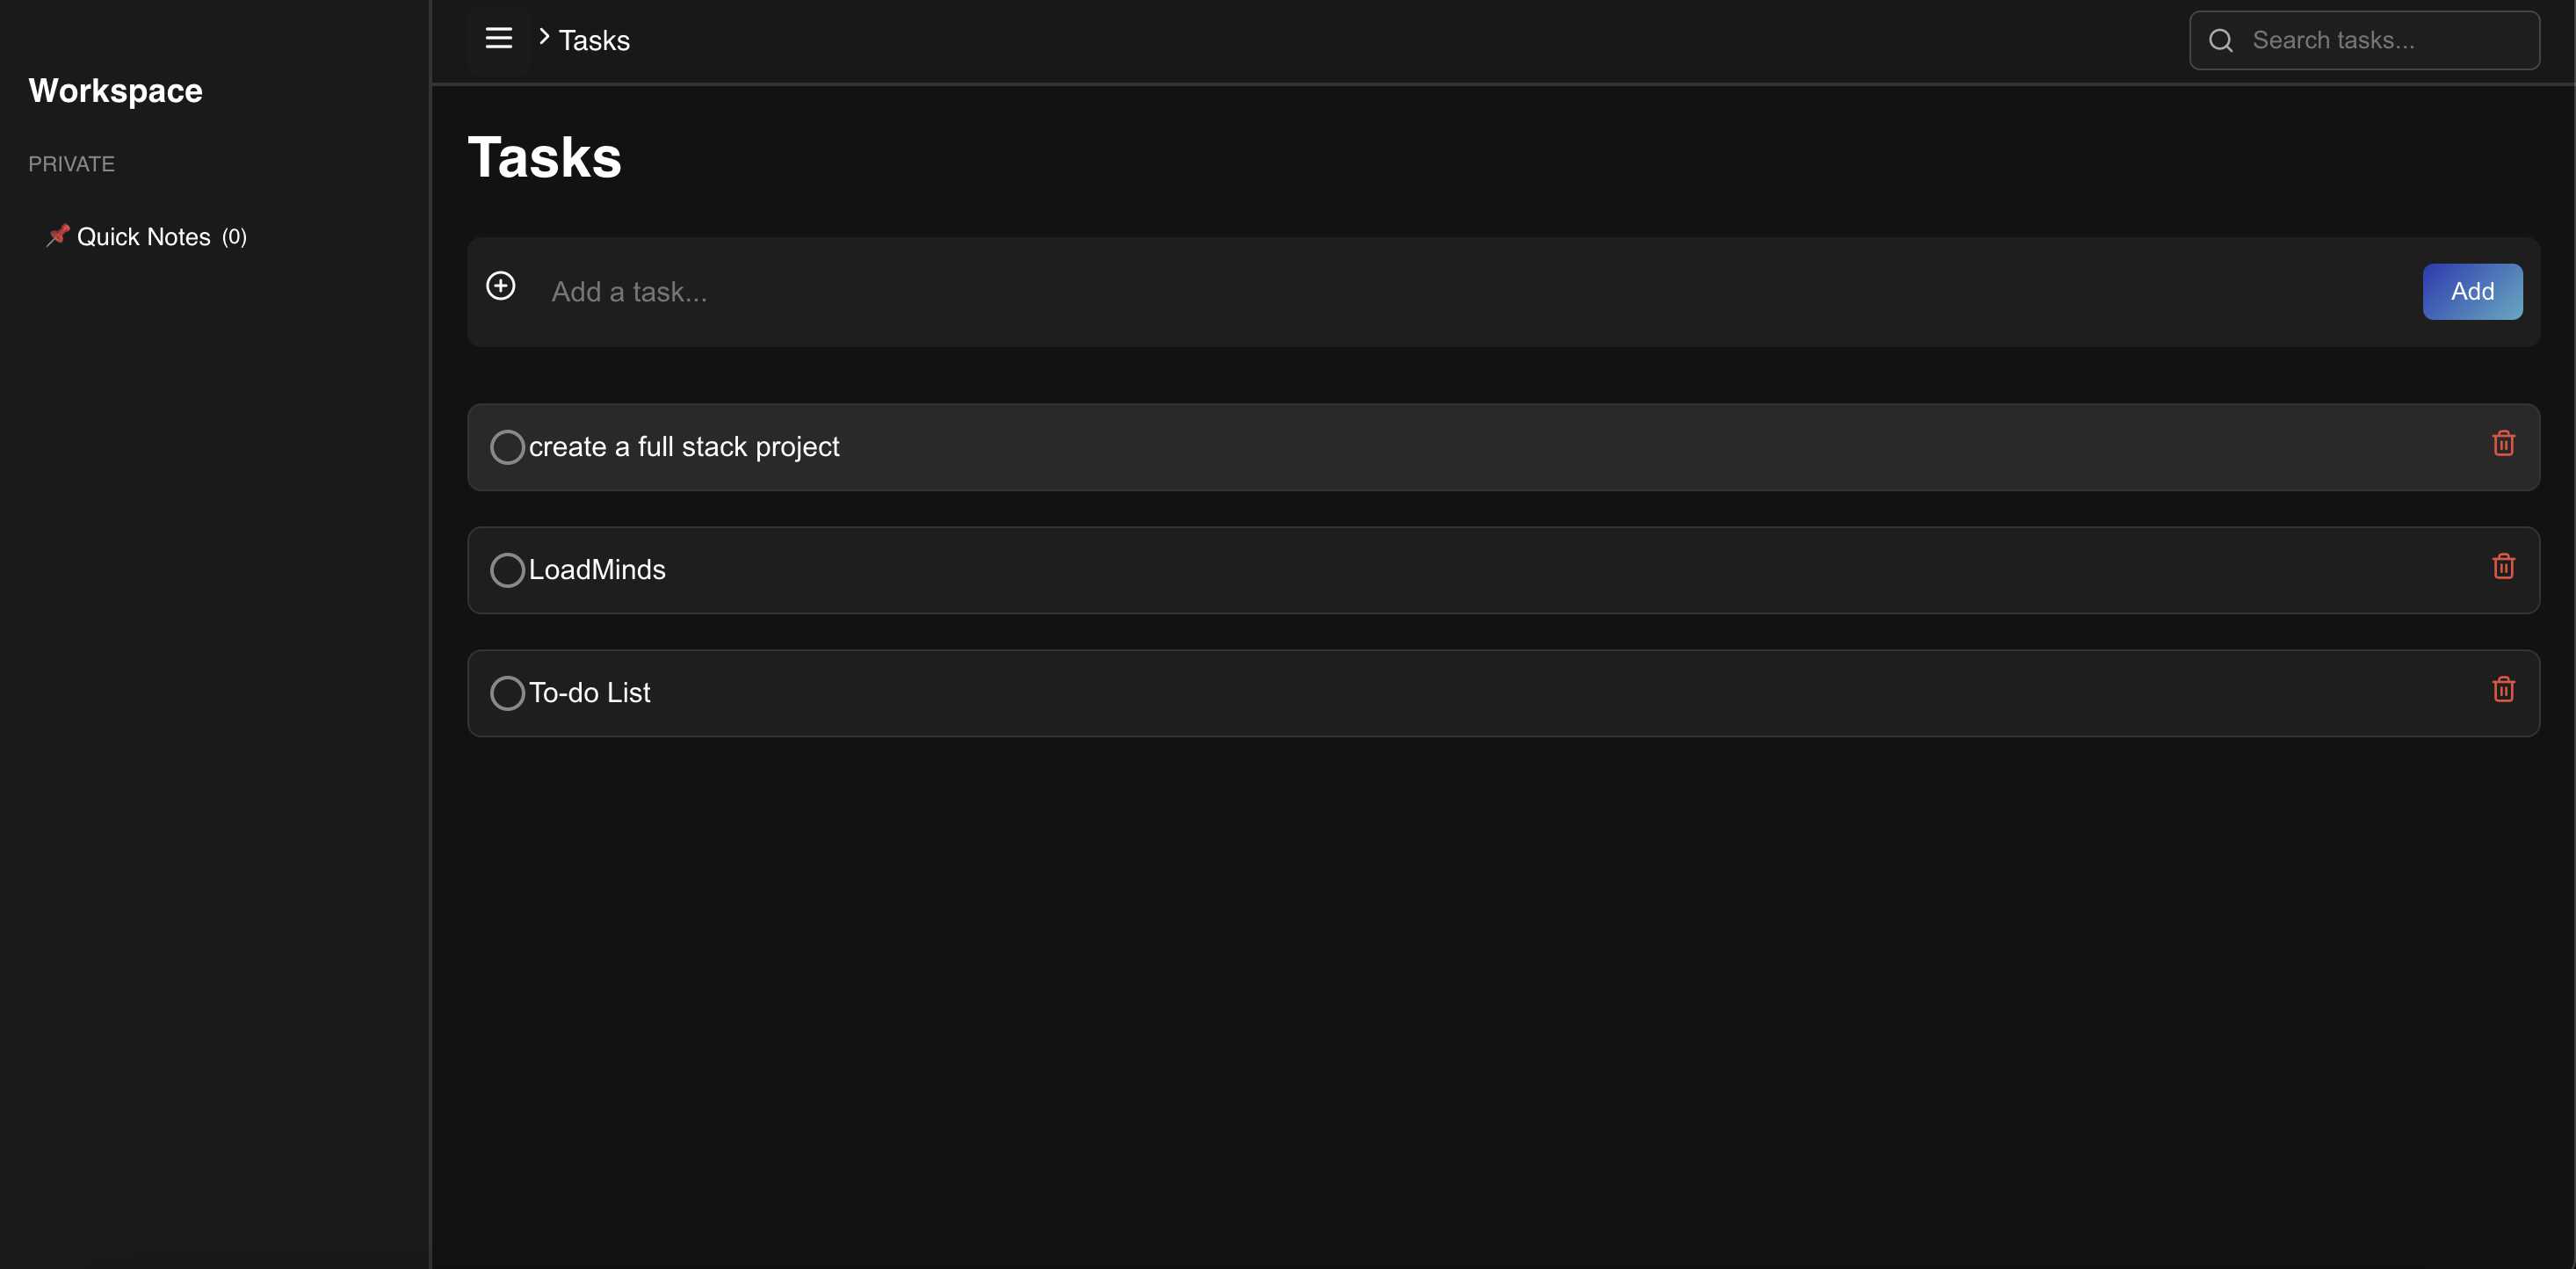 Workspace
PRIVATE
Quick Notes (0)
Tasks
Search tasks...
Tasks
Add a task...
Add
create a full stack project
LoadMinds
To-do List